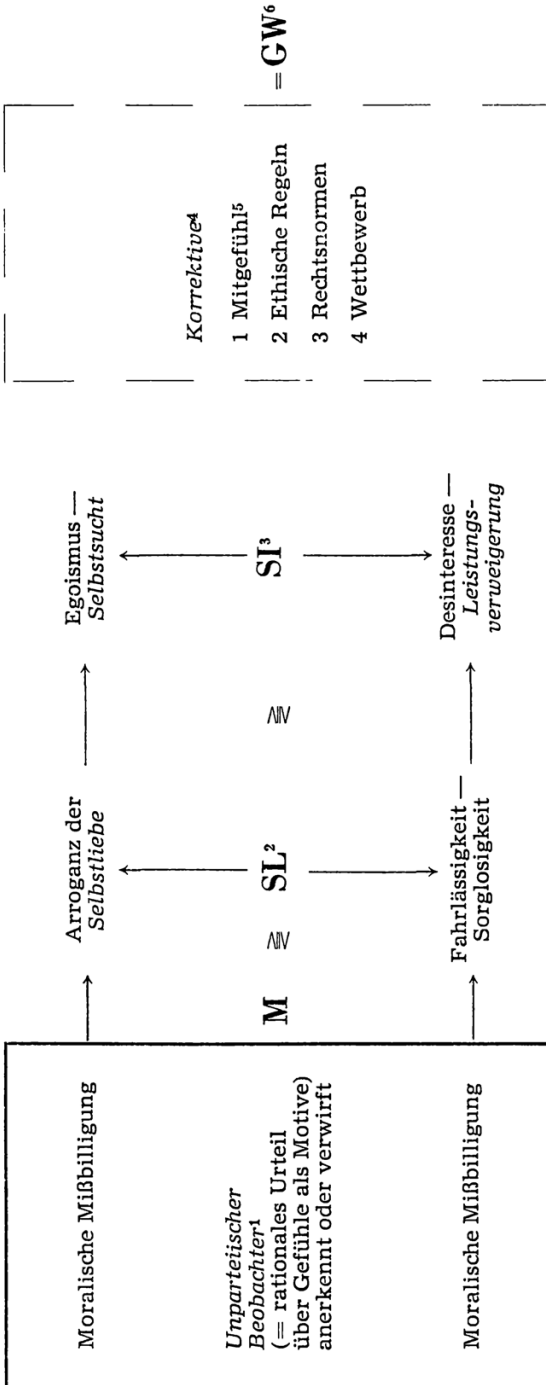 Moralische Mißbilligung
Unparteiischer
Beobachter¹
(= rationales Urteil
über Gefühle als Motive)
anerkennt oder verwirft
Moralische Mißbilligung
Arroganz der
Selbstliebe
Egoismus —
Selbstsucht
M ≧ SL² ≧ SI³
Fahrlässigkeit —
Sorglosigkeit
Desinteresse —
Leistungs-
verweigerung
Korrektive⁴
1 Mitgefühl⁵
2 Ethische Regeln
3 Rechtsnormen
4 Wettbewerb
= GW⁶